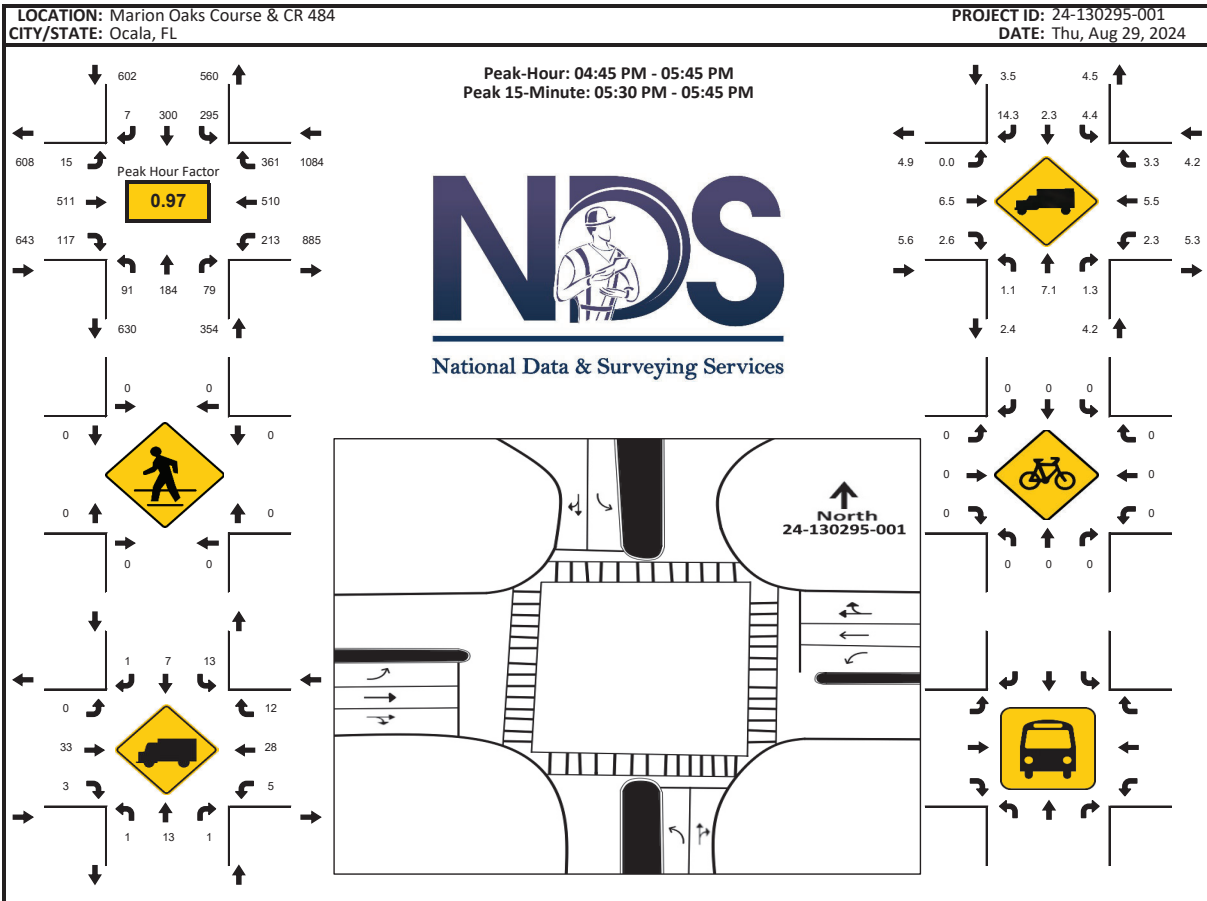 LOCATION: Marion Oaks Course & CR 484
PROJECT ID: 24-130295-001
CITY/STATE: Ocala, FL
DATE: Thu, Aug 29, 2024
Peak-Hour: 04:45 PM - 05:45 PM
Peak 15-Minute: 05:30 PM - 05:45 PM
602 560
7 300 295
608 15 361 1084
Peak Hour Factor
511 0.97 510
643 117 213 885
91 184 79
630 354
NDS
National Data & Surveying Services
3.5 4.5
14.3 2.3 4.4
4.9 0.0 3.3 4.2
6.5 5.5
5.6 2.6 2.3 5.3
1.1 7.1 1.3
2.4 4.2
0 0
0 0
0 0
0 0
North
24-130295-001
0 0 0
0 0
0 0
0 0
0 0 0
1 7 13
0 12
33 28
3 5
1 13 1